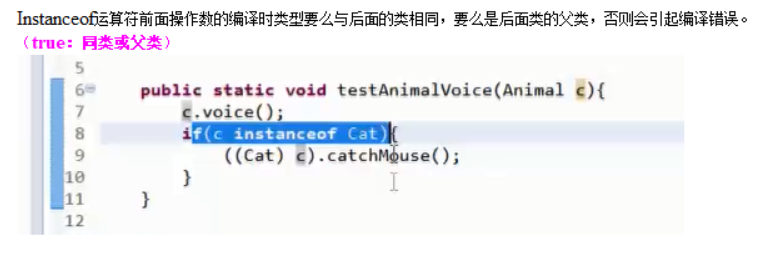 Instanceof运算符前面操作数的编译时类型要么与后面的类相同，要么是后面类的父类，否则会引起编译错误。
（true：同类或父类）
5
6 public static void testAnimalVoice(Animal c){
7 c.voice();
8 if(c instanceof Cat){
9 ((Cat) c).catchMouse();
10 }
11 }
12